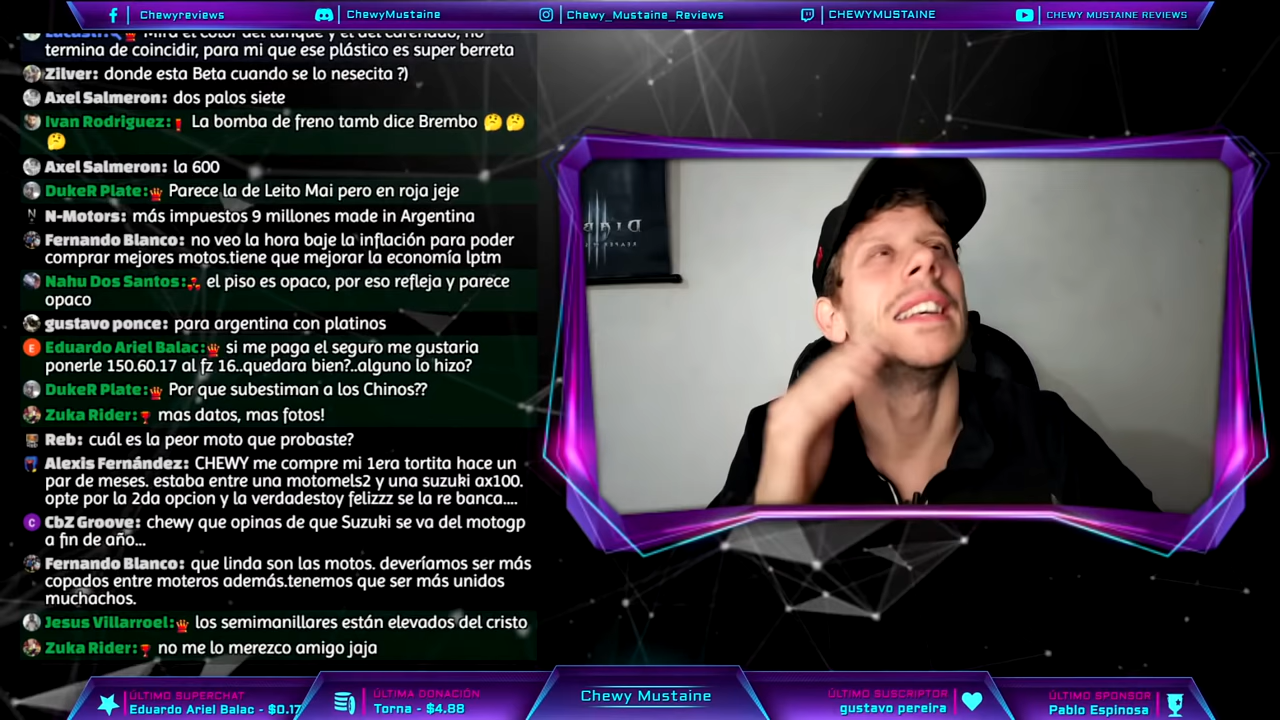 Chewyreviews
ChewyMustaine
Chewy_Mustaine_Reviews
CHEWYMUSTAINE
CHEWY MUSTAINE REVIEWS
Mira el color del tanque y el del carenado, no
termina de coincidir, para mi que ese plástico es super berreta
Zilver: donde esta Beta cuando se lo nesecita ?)
Axel Salmeron: dos palos siete
Ivan Rodriguez: La bomba de freno tamb dice Brembo 🤔🤔
🤔
Axel Salmeron: la 600
DukeR Plate: Parece la de Leito Mai pero en roja jeje
N-Motors: más impuestos 9 millones made in Argentina
Fernando Blanco: no veo la hora baje la inflación para poder
comprar mejores motos.tiene que mejorar la economía lptm
Nahu Dos Santos: el piso es opaco, por eso refleja y parece
opaco
gustavo ponce: para argentina con platinos
E Eduardo Ariel Balac: si me paga el seguro me gustaria
ponerle 150.60.17 al fz 16..quedara bien?..alguno lo hizo?
DukeR Plate: Por que subestiman a los Chinos??
Zuka Rider: mas datos, mas fotos!
Reb: cuál es la peor moto que probaste?
Alexis Fernández: CHEWY me compre mi 1era tortita hace un
par de meses. estaba entre una motomels2 y una suzuki ax100.
opte por la 2da opcion y la verdadestoy felizzz se la re banca....
C CbZ Groove: chewy que opinas de que Suzuki se va del motogp
a fin de año...
Fernando Blanco: que linda son las motos. deveríamos ser más
copados entre moteros además.tenemos que ser más unidos
muchachos.
Jesus Villarroel: los semimanillares están elevados del cristo
Zuka Rider: no me lo merezco amigo jaja
ÚLTIMO SUPERCHAT
Eduardo Ariel Balac - $0.17
ÚLTIMA DONACIÓN
Torna - $4.88
Chewy Mustaine
ÚLTIMO SUSCRIPTOR
gustavo pereira
ÚLTIMO SPONSOR
Pablo Espinosa